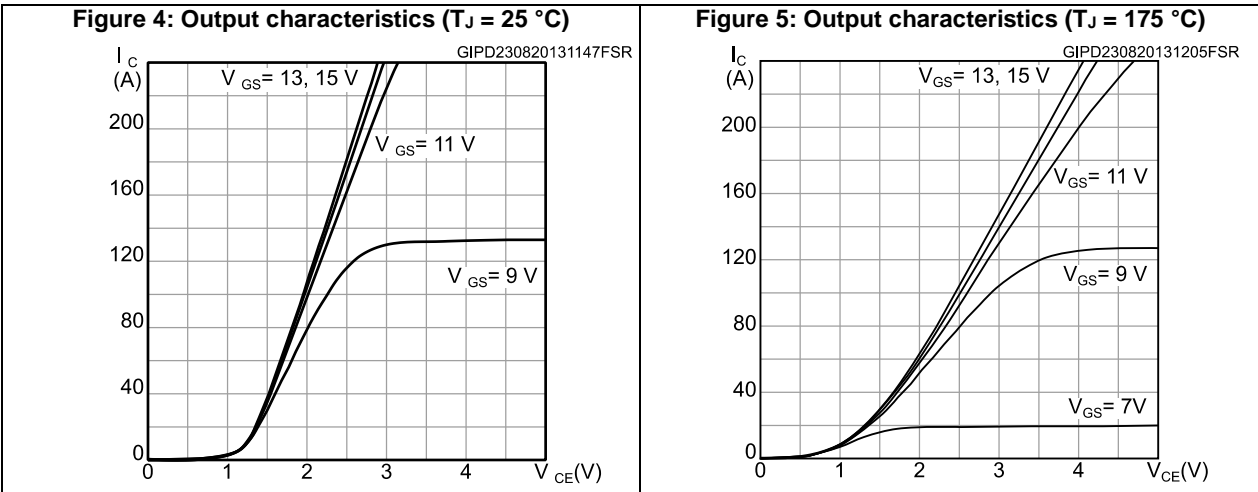 Figure 4: Output characteristics (TJ = 25 °C)
GIPD230820131147FSR
IC
(A)
VGS= 13, 15 V
200
VGS= 11 V
160
120
VGS= 9 V
80
40
0
0 1 2 3 4 VCE(V)
Figure 5: Output characteristics (TJ = 175 °C)
GIPD230820131205FSR
IC
(A)
VGS= 13, 15 V
200
160
VGS= 11 V
120
VGS= 9 V
80
40
VGS= 7V
0
0 1 2 3 4 VCE(V)